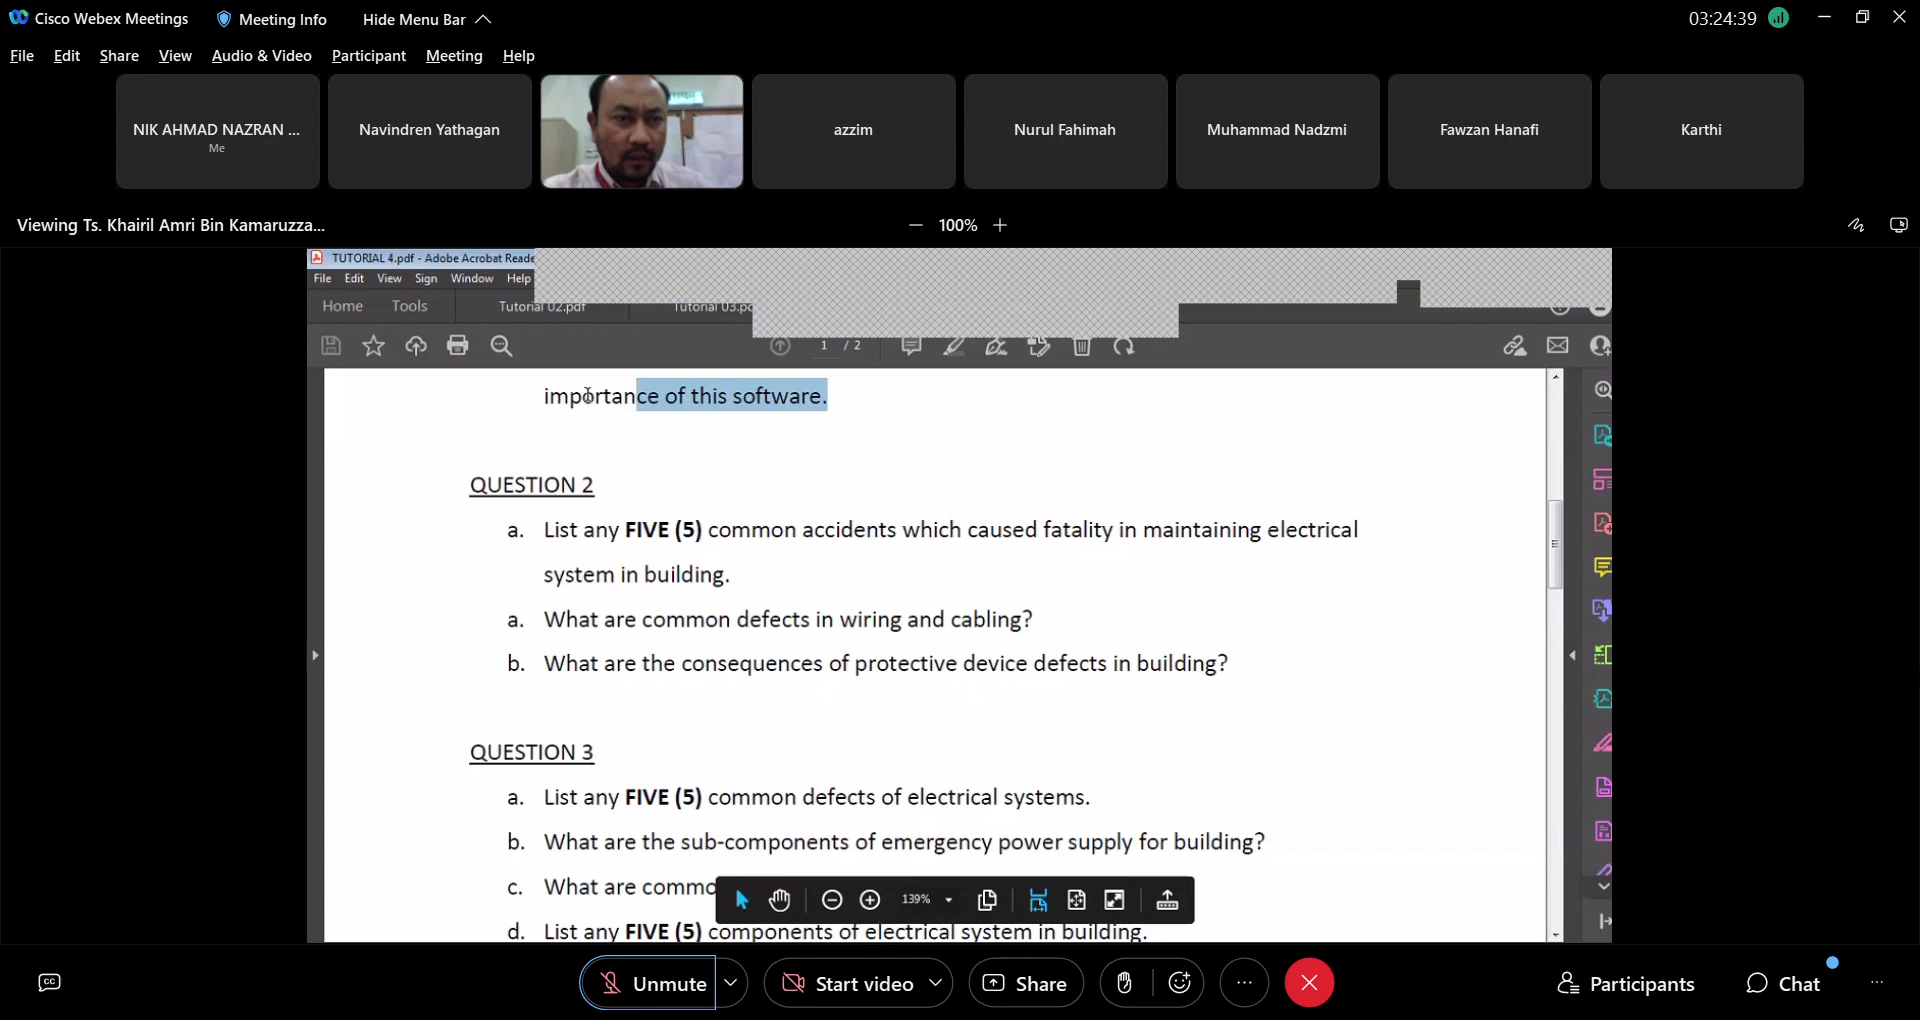 Cisco Webex Meetings
Meeting Info
Hide Menu Bar
03:24:39
File Edit Share View Audio & Video Participant Meeting Help
NIK AHMAD NAZRAN ...
Me
Navindren Yathagan
azzim
Nurul Fahimah
Muhammad Nadzmi
Fawzan Hanafi
Karthi
Viewing Ts. Khairil Amri Bin Kamaruzza...
100%
TUTORIAL 4.pdf - Adobe Acrobat Reade
File Edit View Sign Window Help
Home Tools Tutorial 02.pdf Tutorial 03.pd
1 / 2
importance of this software.
QUESTION 2
a. List any FIVE (5) common accidents which caused fatality in maintaining electrical
system in building.
a. What are common defects in wiring and cabling?
b. What are the consequences of protective device defects in building?
QUESTION 3
a. List any FIVE (5) common defects of electrical systems.
b. What are the sub-components of emergency power supply for building?
c. What are commo
139%
d. List any FIVE (5) components of electrical system in building.
CC
Unmute
Start video
Share
Participants
Chat